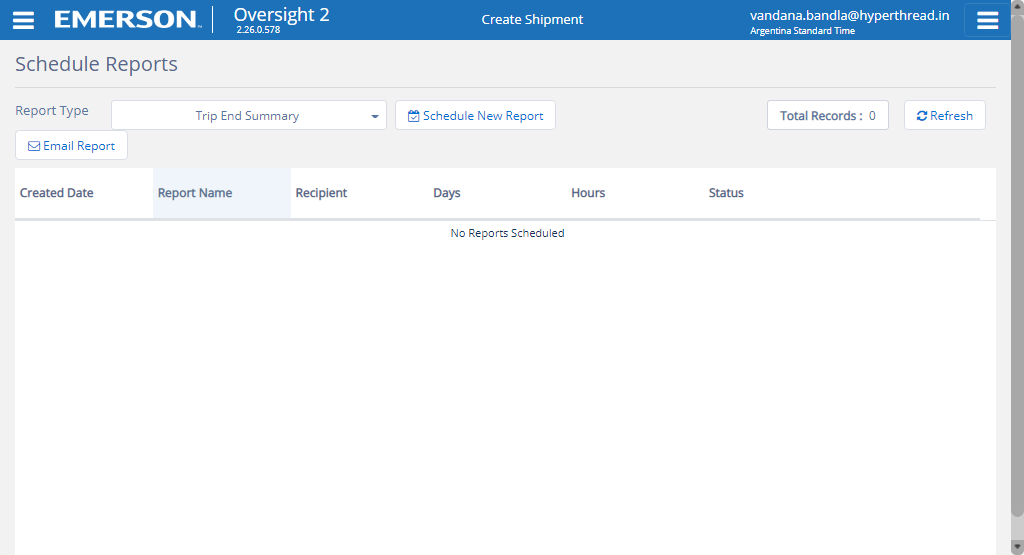 EMERSON™ Oversight 2 Create Shipment vandana.bandla@hyperthread.in
2.26.0.578 Argentina Standard Time
Schedule Reports
Report Type Trip End Summary Schedule New Report Total Records : 0 Refresh
Email Report
Created Date Report Name Recipient Days Hours Status
No Reports Scheduled